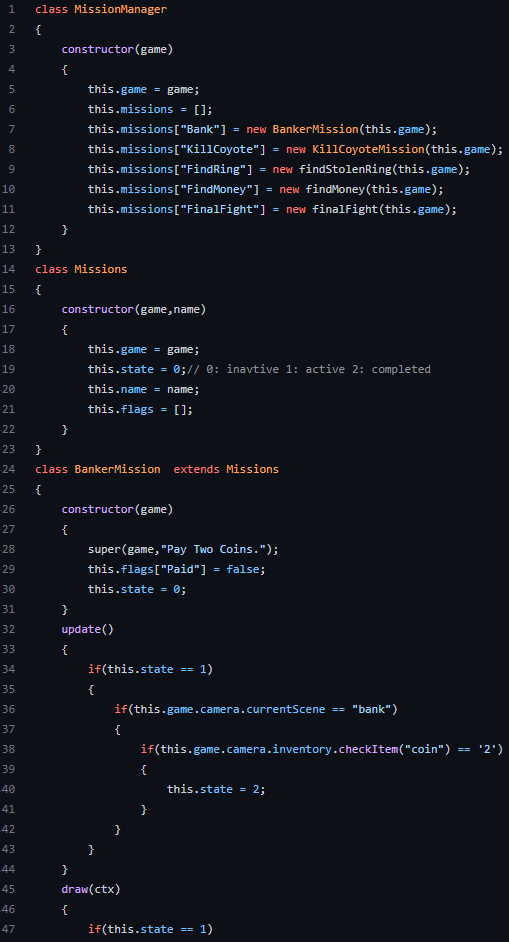 1 class MissionManager
2 {
3     constructor(game)
4     {
5         this.game = game;
6         this.missions = [];
7         this.missions["Bank"] = new BankerMission(this.game);
8         this.missions["KillCoyote"] = new KillCoyoteMission(this.game);
9         this.missions["FindRing"] = new findStolenRing(this.game);
10         this.missions["FindMoney"] = new findMoney(this.game);
11         this.missions["FinalFight"] = new finalFight(this.game);
12     }
13 }
14 class Missions
15 {
16     constructor(game,name)
17     {
18         this.game = game;
19         this.state = 0;// 0: inavtive 1: active 2: completed
20         this.name = name;
21         this.flags = [];
22     }
23 }
24 class BankerMission  extends Missions
25 {
26     constructor(game)
27     {
28         super(game,"Pay Two Coins.");
29         this.flags["Paid"] = false;
30         this.state = 0;
31     }
32     update()
33     {
34         if(this.state == 1)
35         {
36             if(this.game.camera.currentScene == "bank")
37             {
38                 if(this.game.camera.inventory.checkItem("coin") == '2')
39                 {
40                     this.state = 2;
41                 }
42             }
43         }
44     }
45     draw(ctx)
46     {
47         if(this.state == 1)